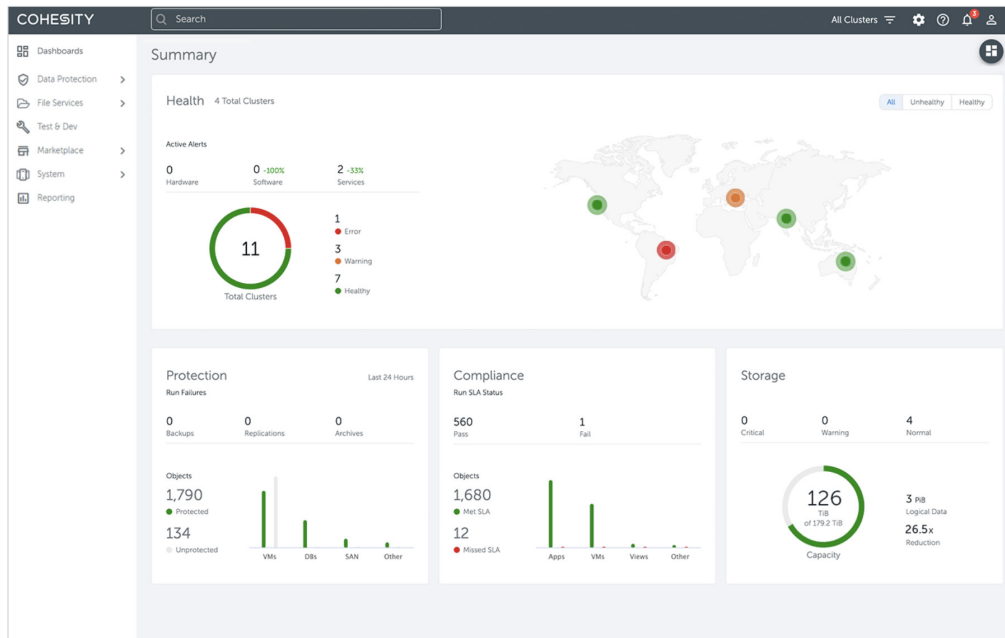 COHESITY
Search
All Clusters
3
Dashboards
Data Protection
File Services
Test & Dev
Marketplace
System
Reporting
Summary
Health 4 Total Clusters
All Unhealthy Healthy
Active Alerts
0 0 -100% 2 -33%
Hardware Software Services
11
Total Clusters
1
Error
3
Warning
7
Healthy
Protection Last 24 Hours
Run Failures
0 0 0
Backups Replications Archives
Objects
1,790
Protected
134
Unprotected
VMs DBs SAN Other
Compliance
Run SLA Status
560 1
Pass Fail
Objects
1,680
Met SLA
12
Missed SLA
Apps VMs Views Other
Storage
0 0 4
Critical Warning Normal
126
TiB
of 179.2 TiB
Capacity
3 PiB
Logical Data
26.5x
Reduction